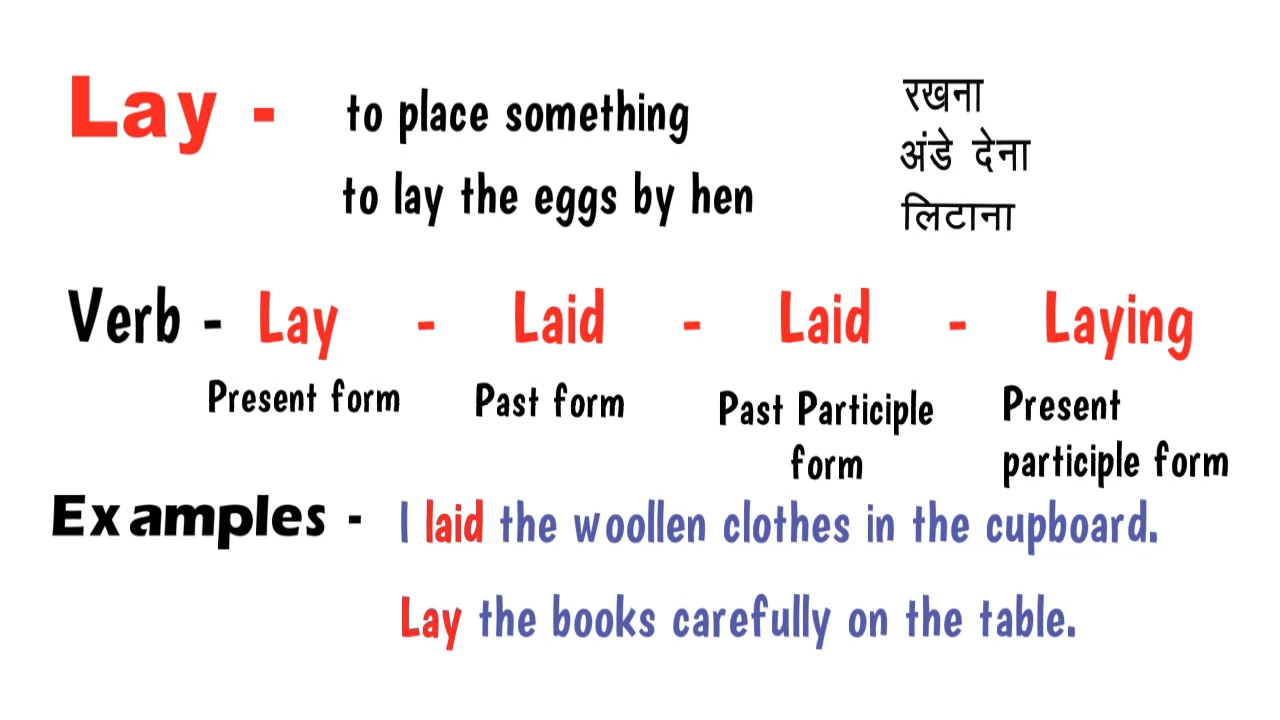 Lay - to place something रखना
to lay the eggs by hen अंडे देना
लिटाना
Verb - Lay - Laid - Laid - Laying
Present form Past form Past Participle form Present participle form
Examples - I laid the woollen clothes in the cupboard.
Lay the books carefully on the table.